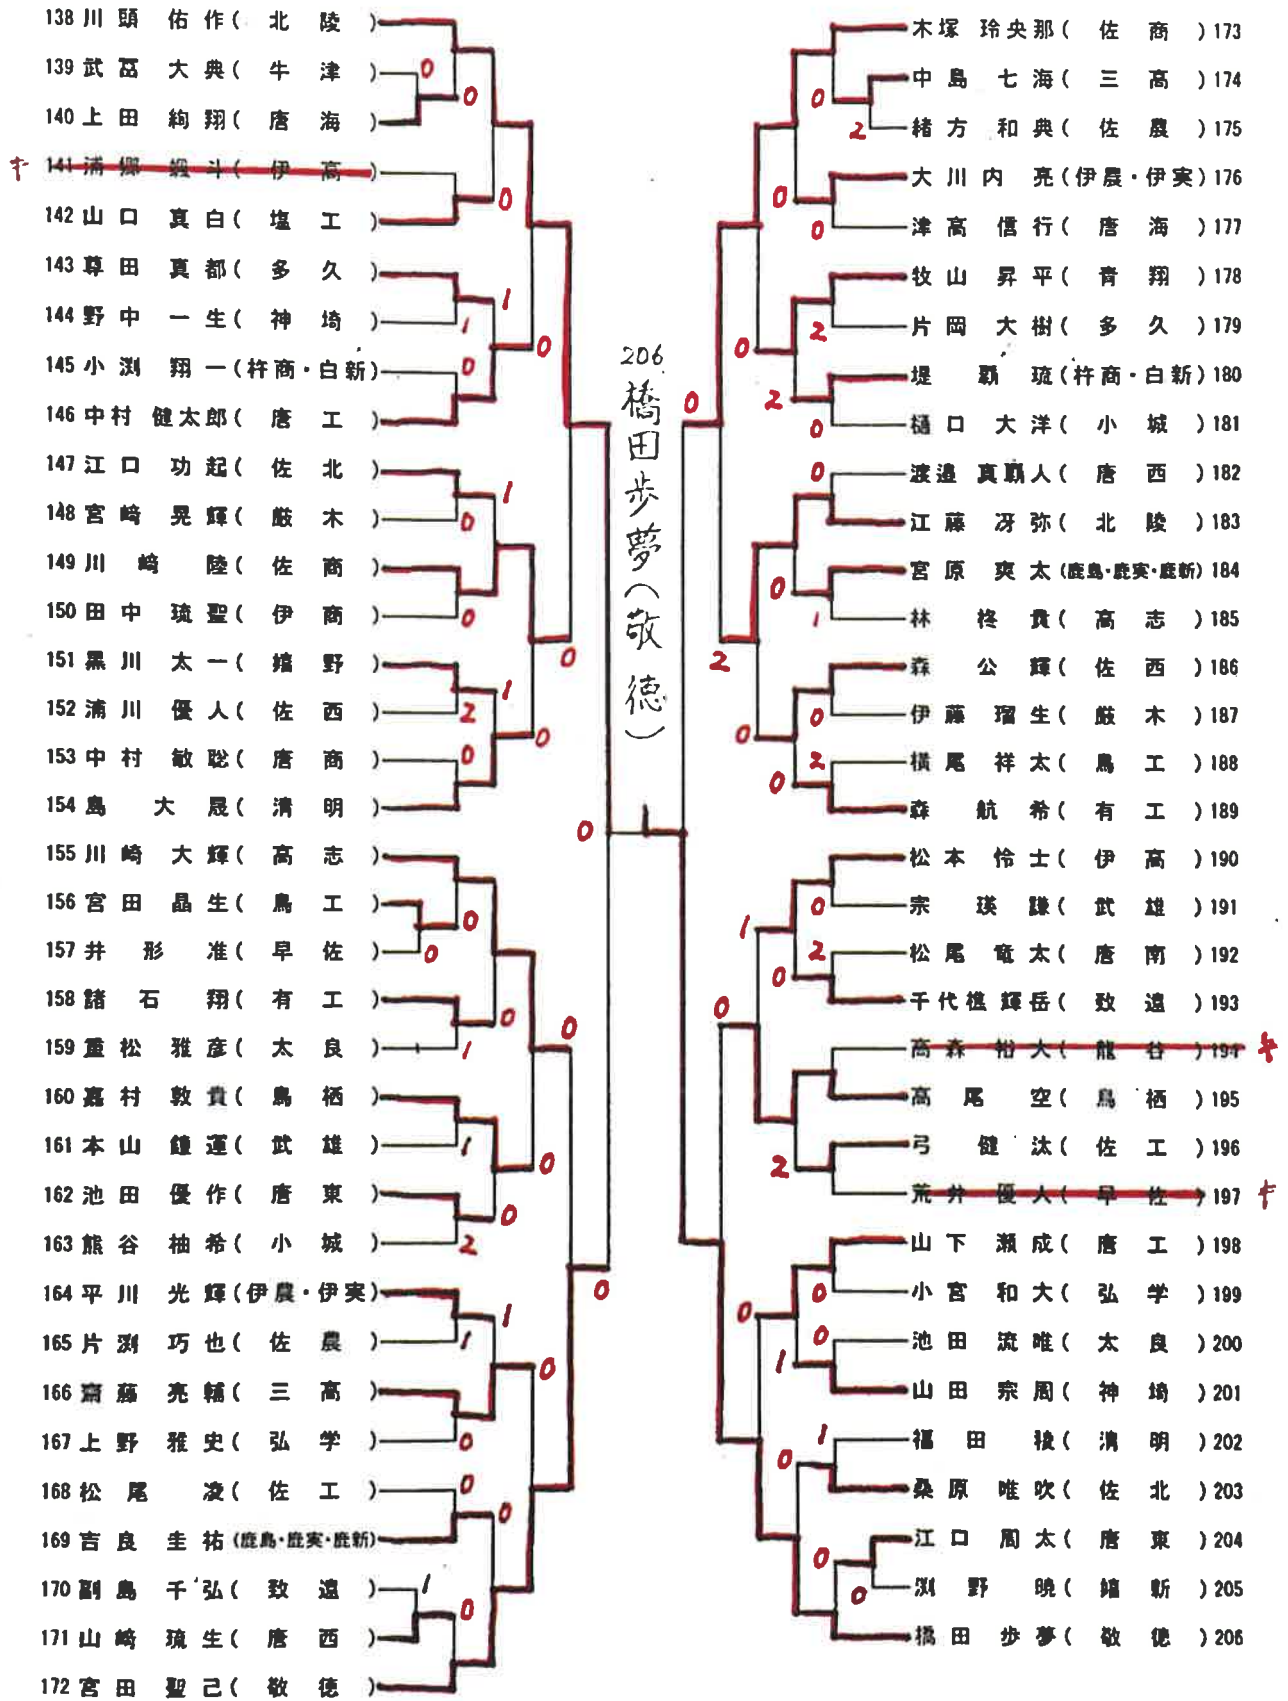 138 川頭 佑作( 北陵 )
139 武冨 大典( 牛津 )
140 上田 絢翔( 唐海 )
キ 141 浦郷 颯斗( 伊高 )
142 山口 真白( 塩工 )
143 尊田 真都( 多久 )
144 野中 一生( 神埼 )
145 小渕 翔一(杵商・白新)
146 中村 健太郎( 唐工 )
147 江口 功起( 佐北 )
148 宮﨑 晃輝( 厳木 )
149 川﨑 陸( 佐商 )
150 田中 琉聖( 伊商 )
151 黒川 太一( 嬉野 )
152 浦川 優人( 佐西 )
153 中村 敏聡( 唐商 )
154 島 大晟( 清明 )
155 川崎 大輝( 高志 )
156 宮田 晶生( 鳥工 )
157 井形 准( 早佐 )
158 諸石 翔( 有工 )
159 重松 雅彦( 太良 )
160 嘉村 敦貴( 鳥栖 )
161 本山 鐘運( 武雄 )
162 池田 優作( 唐東 )
163 熊谷 柚希( 小城 )
164 平川 光輝(伊農・伊実)
165 片渕 巧也( 佐農 )
166 齋藤 亮輔( 三高 )
167 上野 雅史( 弘学 )
168 松尾 凌( 佐工 )
169 吉良 圭祐(鹿島・鹿実・鹿新)
170 副島 千弘( 致遠 )
171 山﨑 琉生( 唐西 )
172 宮田 聖己( 敬徳 )
206 橋田歩夢(敬徳)
木塚 玲央那( 佐商 )173
中島 七海( 三高 )174
緒方 和典( 佐農 )175
大川内 亮(伊農・伊実)176
津高 信行( 唐海 )177
牧山 昇平( 青翔 )178
片岡 大樹( 多久 )179
堤 覇琉(杵商・白新)180
樋口 大洋( 小城 )181
渡邉 真覇人( 唐西 )182
江藤 冴弥( 北陵 )183
宮原 爽太(鹿島・鹿実・鹿新)184
林 柊貴( 高志 )185
森 公輝( 佐西 )186
伊藤 瑠生( 厳木 )187
横尾 祥太( 鳥工 )188
森 航希( 有工 )189
松本 怜士( 伊高 )190
宗 瑛謙( 武雄 )191
松尾 竜太( 唐南 )192
千代樵 輝岳( 致遠 )193
高森 裕大( 龍谷 )194 キ
高尾 空( 鳥栖 )195
弓 健汰( 佐工 )196
荒井 優人( 早佐 )197 キ
山下 瀬成( 唐工 )198
小宮 和大( 弘学 )199
池田 流唯( 太良 )200
山田 宗周( 神埼 )201
福田 稜( 清明 )202
桑原 唯吹( 佐北 )203
江口 周太( 唐東 )204
渕野 暁( 嬉新 )205
橋田 歩夢( 敬徳 )206